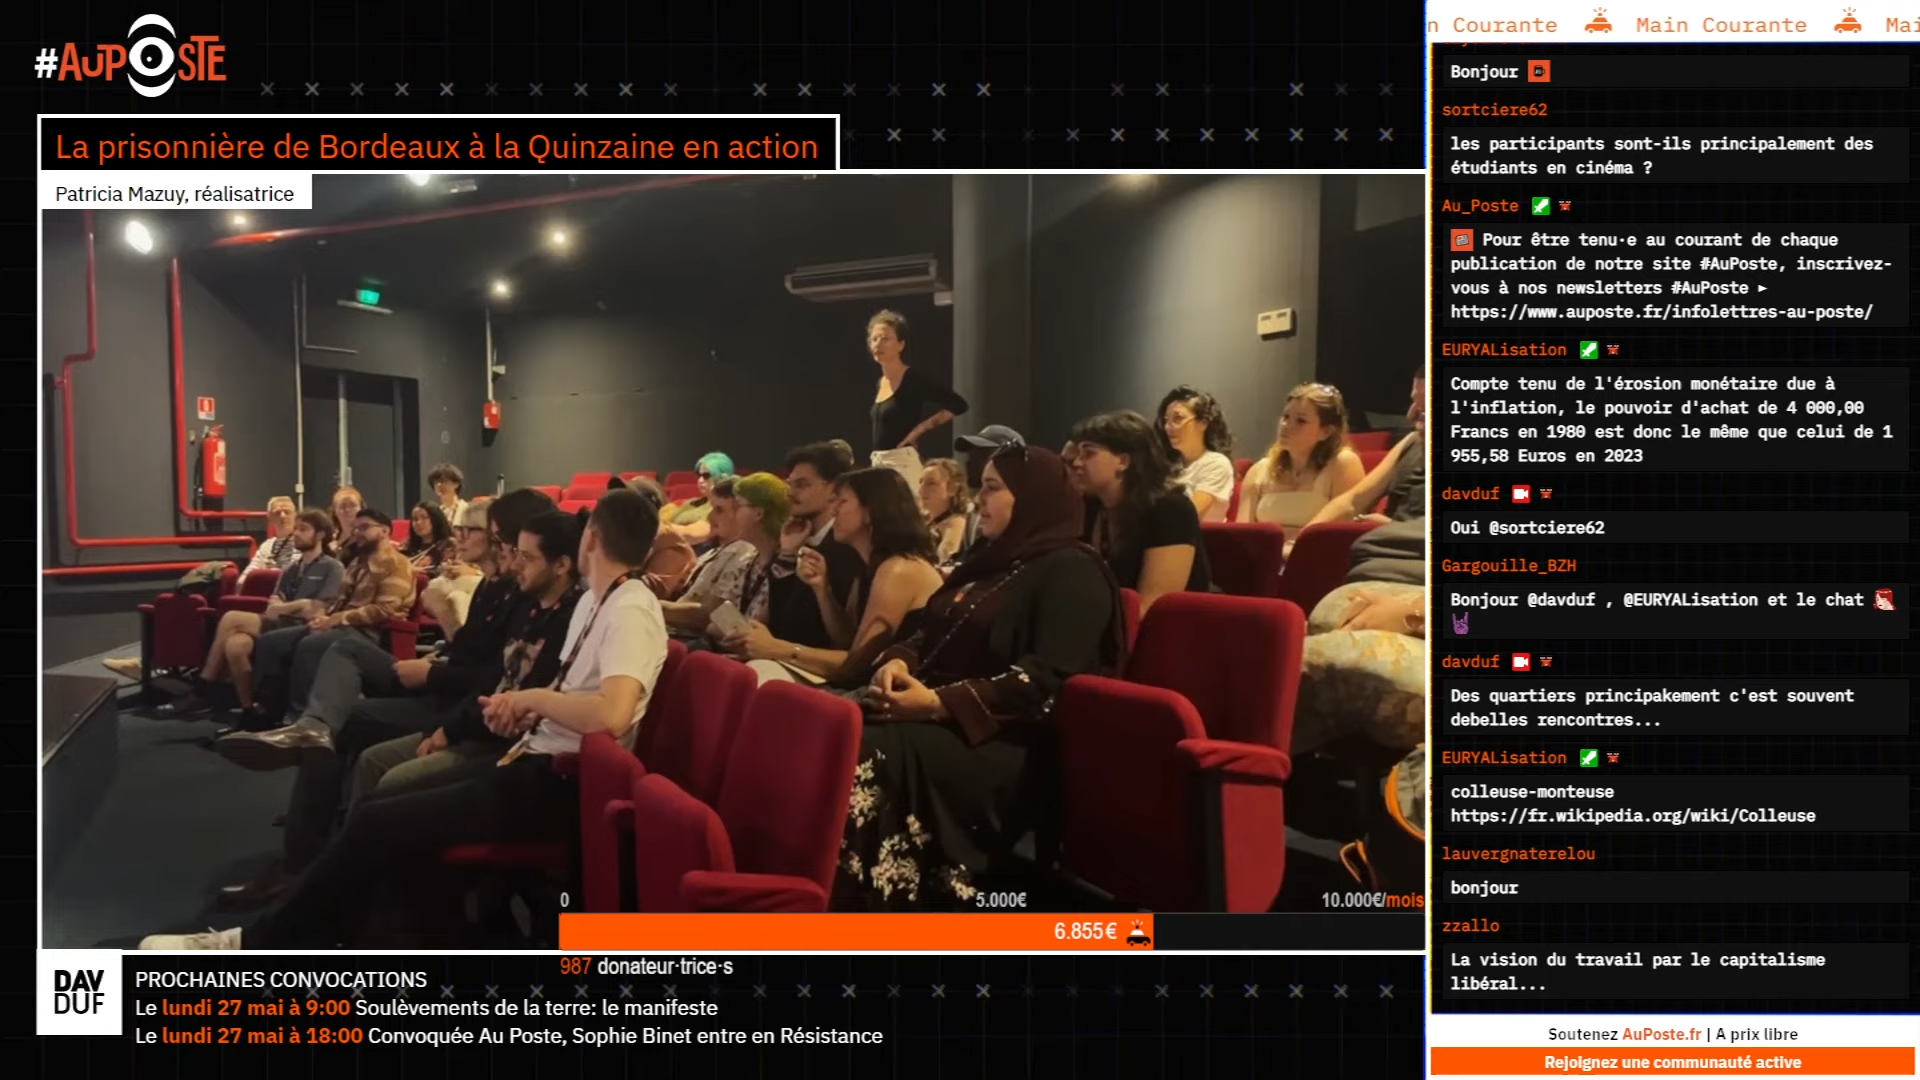 #AUPOSTE
La prisonnière de Bordeaux à la Quinzaine en action
Patricia Mazuy, réalisatrice
0
5.000€
10.000€/mois
6.855€
987 donateur·trice·s
DAV
DUF
PROCHAINES CONVOCATIONS
Le lundi 27 mai à 9:00 Soulèvements de la terre: le manifeste
Le lundi 27 mai à 18:00 Convoquée Au Poste, Sophie Binet entre en Résistance
n Courante Main Courante Mai
Bonjour
sortciere62
les participants sont-ils principalement des
étudiants en cinéma ?
Au_Poste
Pour être tenu·e au courant de chaque
publication de notre site #AuPoste, inscrivez-
vous à nos newsletters #AuPoste ►
https://www.auposte.fr/infolettres-au-poste/
EURYALisation
Compte tenu de l'érosion monétaire due à
l'inflation, le pouvoir d'achat de 4 000,00
Francs en 1980 est donc le même que celui de 1
955,58 Euros en 2023
davduf
Oui @sortciere62
Gargouille_BZH
Bonjour @davduf , @EURYALisation et le chat
davduf
Des quartiers principakement c'est souvent
debelles rencontres...
EURYALisation
colleuse-monteuse
https://fr.wikipedia.org/wiki/Colleuse
lauvergnaterelou
bonjour
zzallo
La vision du travail par le capitalisme
libéral...
Soutenez AuPoste.fr | A prix libre
Rejoignez une communauté active